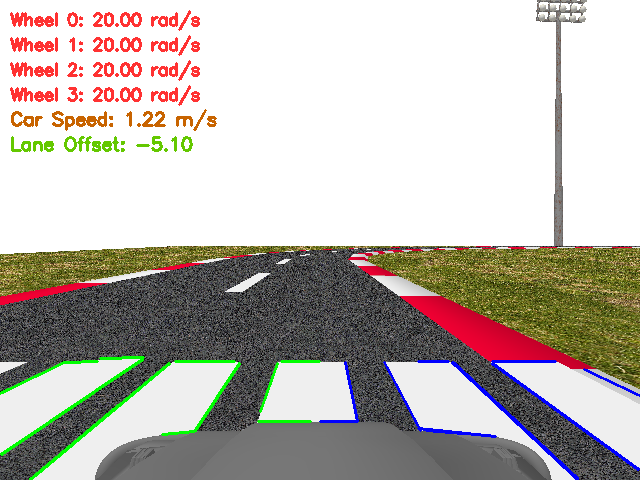 Wheel 0: 20.00 rad/s
Wheel 1: 20.00 rad/s
Wheel 2: 20.00 rad/s
Wheel 3: 20.00 rad/s
Car Speed: 1.22 m/s
Lane Offset: -5.10